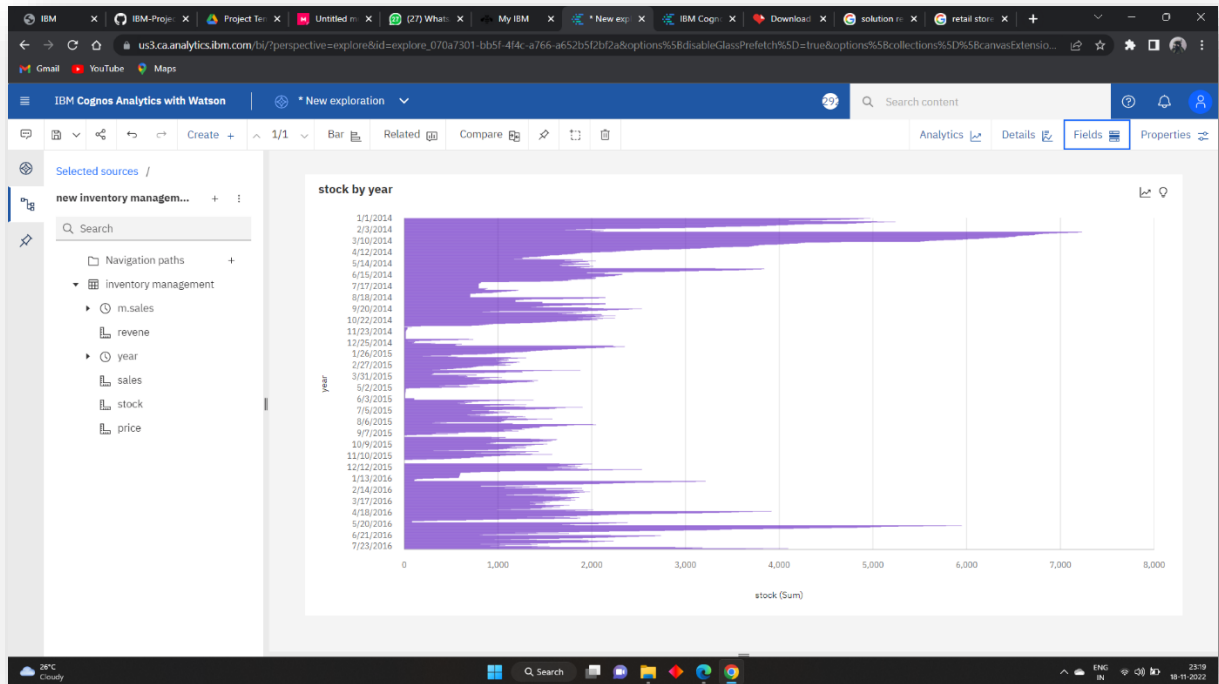 IBM
IBM-Projec
Project Ten
Untitled m
(27) Whats
My IBM
* New expl
IBM Cogn
Download
solution re
retail store
us3.ca.analytics.ibm.com/bi/?perspective=explore&id=explore_070a7301-bb5f-4f4c-a766-a652b5f2bf2a&options%5BdisableGlassPrefetch%5D=true&options%5Bcollections%5D%5BcanvasExtensio...
Gmail YouTube Maps
IBM Cognos Analytics with Watson
* New exploration
Search content
Create + 1/1 Bar Related Compare
Analytics Details Fields Properties
Selected sources /
new inventory managem... +
Search
Navigation paths +
inventory management
m.sales
revene
year
sales
stock
price
stock by year
1/1/2014
2/3/2014
3/10/2014
4/12/2014
5/14/2014
6/15/2014
7/17/2014
8/18/2014
9/20/2014
10/22/2014
11/23/2014
12/25/2014
1/26/2015
2/27/2015
3/31/2015
5/2/2015
6/3/2015
7/5/2015
8/6/2015
9/7/2015
10/9/2015
11/10/2015
12/12/2015
1/13/2016
2/14/2016
3/17/2016
4/18/2016
5/20/2016
6/21/2016
7/23/2016
year
0 1,000 2,000 3,000 4,000 5,000 6,000 7,000 8,000
stock (Sum)
26°C
Cloudy
Search
ENG
IN
23:19
18-11-2022